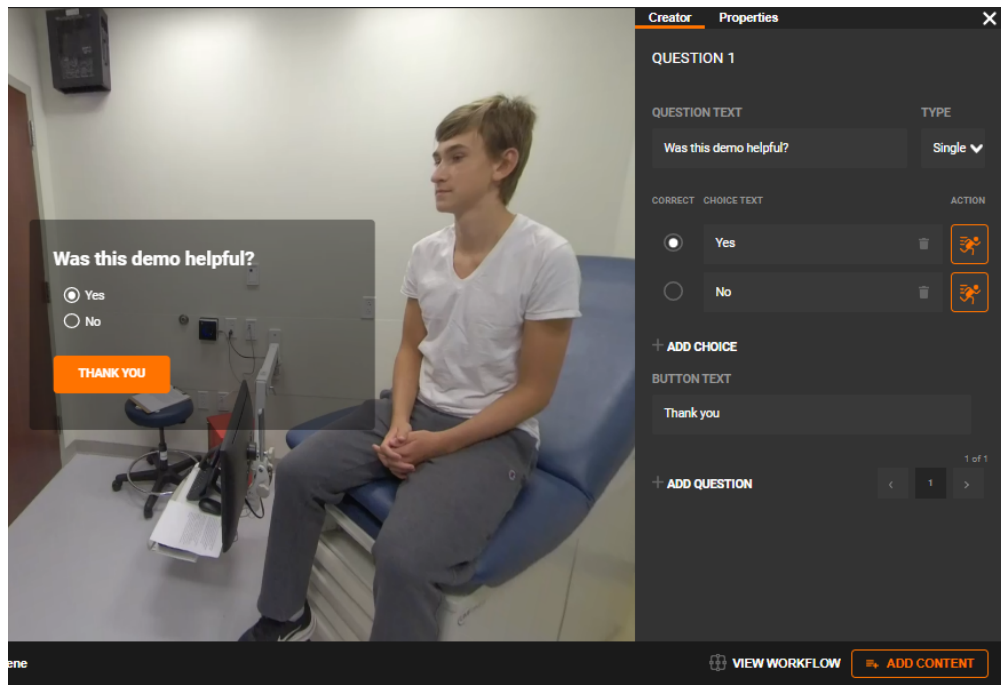 Was this demo helpful?
Yes
No
THANK YOU
Creator Properties
QUESTION 1
QUESTION TEXT TYPE
Was this demo helpful? Single
CORRECT CHOICE TEXT ACTION
Yes
No
ADD CHOICE
BUTTON TEXT
Thank you
1 of 1
ADD QUESTION 1
ene VIEW WORKFLOW ADD CONTENT